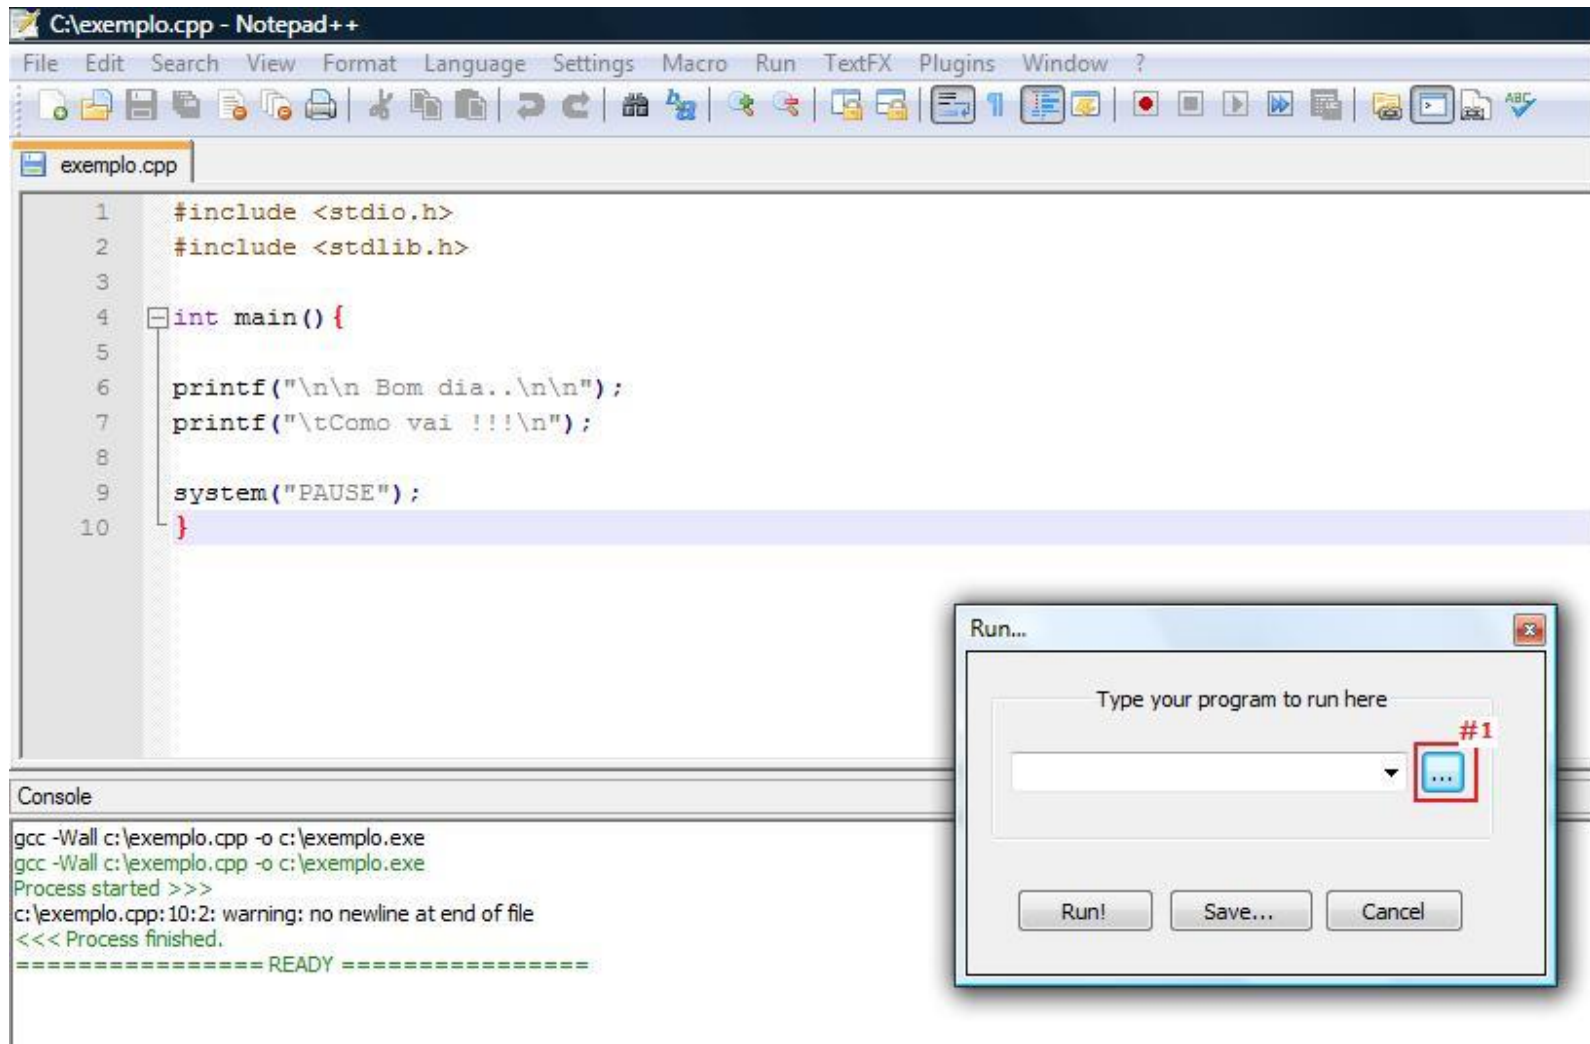 C:\exemplo.cpp - Notepad++
File Edit Search View Format Language Settings Macro Run TextFX Plugins Window ?
ABC
exemplo.cpp
1 #include <stdio.h>
2 #include <stdlib.h>
3
4 int main(){
5
6 printf("\n\n Bom dia..\n\n");
7 printf("\tComo vai !!!\n");
8
9 system("PAUSE");
10 }
Run...
Type your program to run here
#1
...
Run! Save... Cancel
Console
gcc -Wall c:\exemplo.cpp -o c:\exemplo.exe
gcc -Wall c:\exemplo.cpp -o c:\exemplo.exe
Process started >>>
c:\exemplo.cpp:10:2: warning: no newline at end of file
<<< Process finished.
================ READY ================